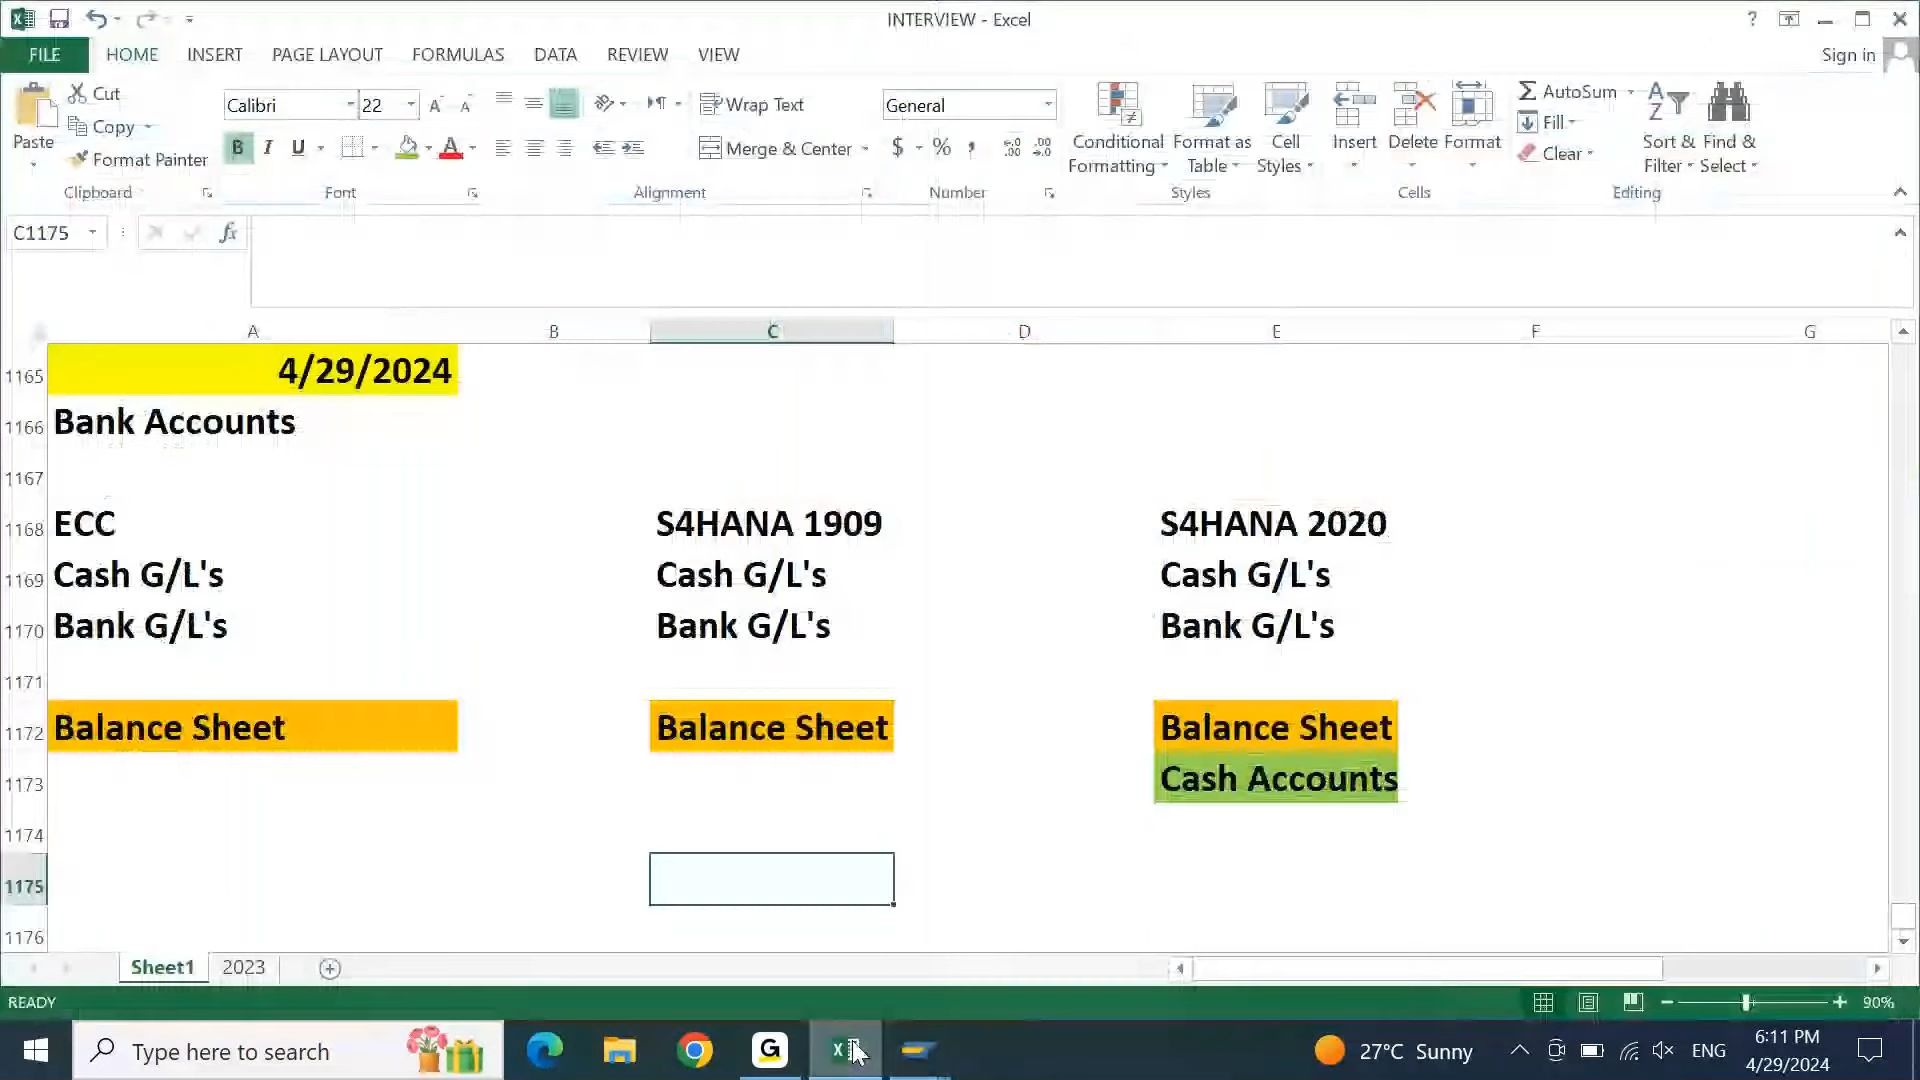 INTERVIEW - Excel
?
FILE HOME INSERT PAGE LAYOUT FORMULAS DATA REVIEW VIEW
Sign in
Paste
Cut
Copy
Format Painter
Clipboard
Calibri 22 A A
B I U A
Font
Wrap Text
Merge & Center
Alignment
General
$ % ,
Number
Conditional Formatting
Format as Table
Cell Styles
Styles
Insert Delete Format
Cells
AutoSum
Fill
Clear
Sort & Filter
Find & Select
Editing
C1175 fx
A B C D E F G
1165 4/29/2024
1166 Bank Accounts
1167
1168 ECC S4HANA 1909 S4HANA 2020
1169 Cash G/L's Cash G/L's Cash G/L's
1170 Bank G/L's Bank G/L's Bank G/L's
1171
1172 Balance Sheet Balance Sheet Balance Sheet
1173 Cash Accounts
1174
1175
1176
Sheet1 2023
READY 90%
Type here to search
27°C Sunny ENG
6:11 PM
4/29/2024